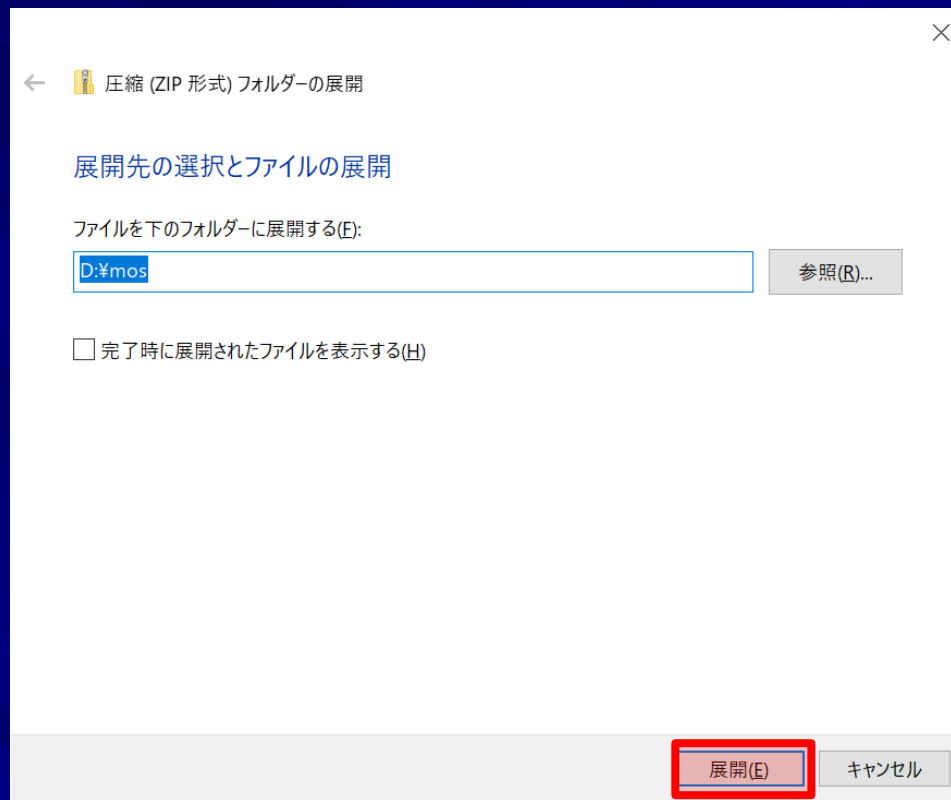 圧縮 (ZIP 形式) フォルダーの展開
展開先の選択とファイルの展開
ファイルを下のフォルダーに展開する(F):
D:¥mos
参照(R)...
完了時に展開されたファイルを表示する(H)
展開(E)
キャンセル